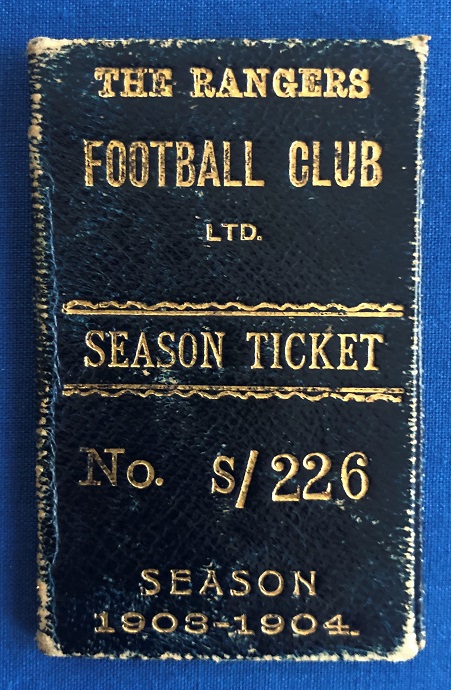 THE RANGERS
FOOTBALL CLUB
LTD.
SEASON TICKET
No. S/226
SEASON
1903-1904.